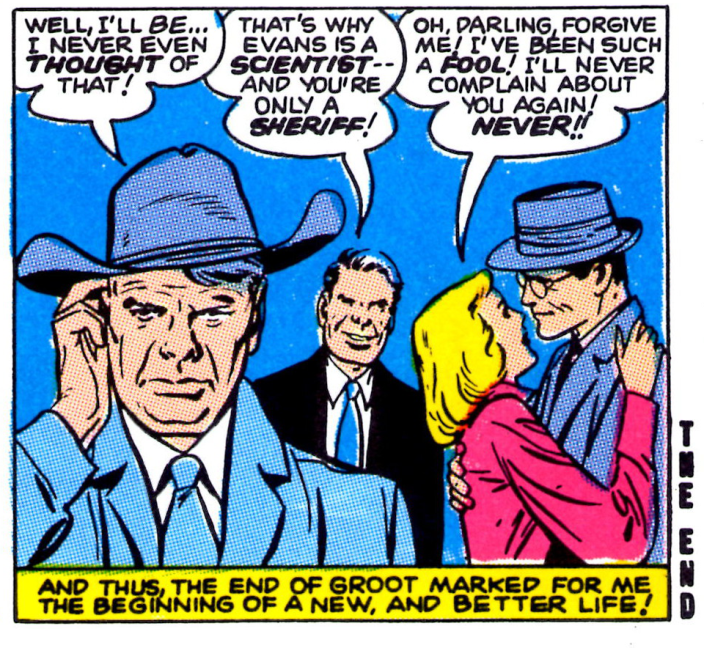 WELL, I'LL BE...
I NEVER EVEN
THOUGHT OF
THAT!
THAT'S WHY
EVANS IS A
SCIENTIST--
AND YOU'RE
ONLY A
SHERIFF!
OH, DARLING, FORGIVE
ME! I'VE BEEN SUCH
A FOOL! I'LL NEVER
COMPLAIN ABOUT
YOU AGAIN!
NEVER!!
AND THUS, THE END OF GROOT MARKED FOR ME
THE BEGINNING OF A NEW, AND BETTER LIFE!
THE END